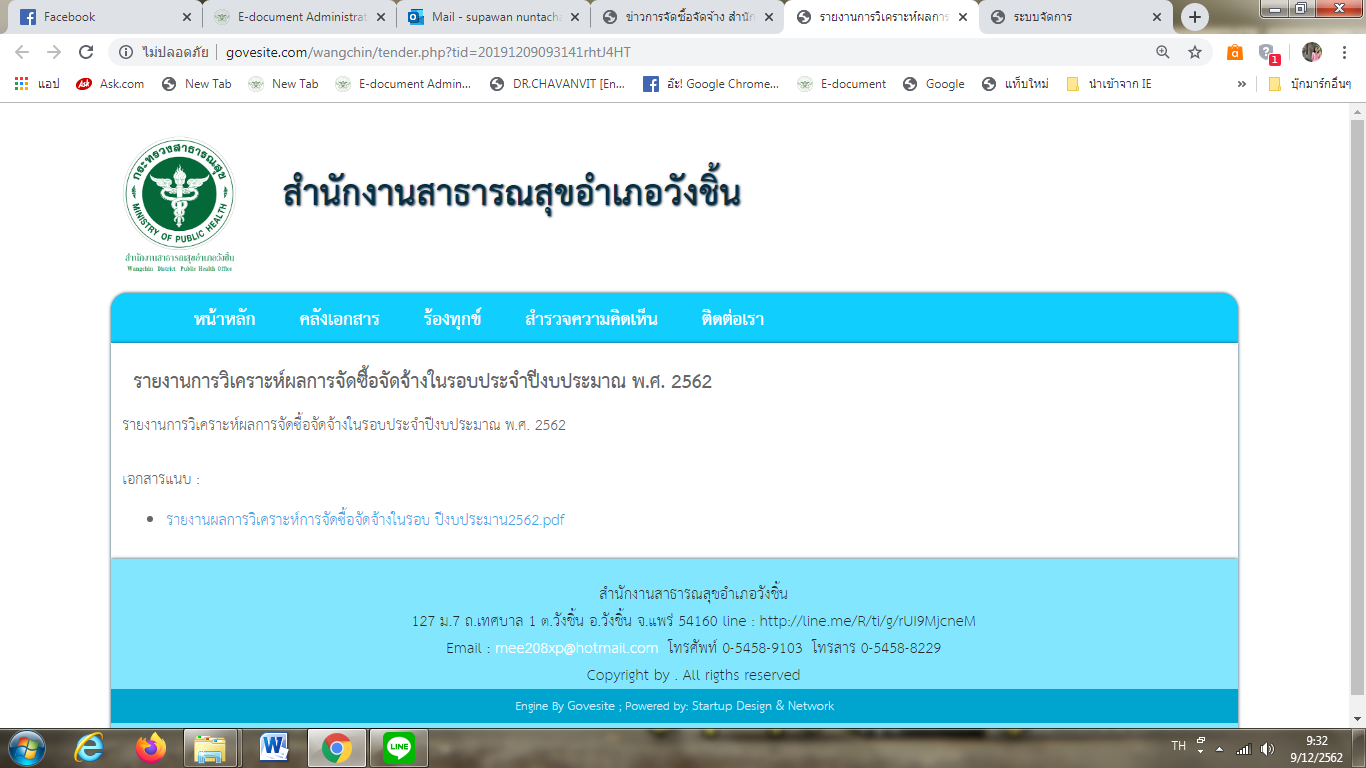 Facebook
E-document Administrat
Mail - supawan nuntacha
ข่าวการจัดซื้อจัดจ้าง สำนัก
รายงานการวิเคราะห์ผลการ
ระบบจัดการ
ไม่ปลอดภัย | govesite.com/wangchin/tender.php?tid=20191209093141rhtJ4HT
แอป Ask.com New Tab New Tab E-document Admin... DR.CHAVANVIT [En... อ๊ะ! Google Chrome... E-document Google แท็บใหม่ นำเข้าจาก IE » บุ๊กมาร์กอื่นๆ
กระทรวงสาธารณสุข
MINISTRY OF PUBLIC HEALTH
สำนักงานสาธารณสุขอำเภอวังชิ้น
Wangchin District Public Health Office
สำนักงานสาธารณสุขอำเภอวังชิ้น
หน้าหลัก คลังเอกสาร ร้องทุกข์ สำรวจความคิดเห็น ติดต่อเรา
รายงานการวิเคราะห์ผลการจัดซื้อจัดจ้างในรอบประจำปีงบประมาณ พ.ศ. 2562
รายงานการวิเคราะห์ผลการจัดซื้อจัดจ้างในรอบประจำปีงบประมาณ พ.ศ. 2562
เอกสารแนบ :
• รายงานผลการวิเคราะห์การจัดซื้อจัดจ้างในรอบ ปีงบประมาน2562.pdf
สำนักงานสาธารณสุขอำเภอวังชิ้น
127 ม.7 ถ.เทศบาล 1 ต.วังชิ้น อ.วังชิ้น จ.แพร่ 54160 line : http://line.me/R/ti/g/rUI9MjcneM
Email : mee208xp@hotmail.com โทรศัพท์ 0-5458-9103 โทรสาร 0-5458-8229
Copyright by . All rigths reserved
Engine By Govesite ; Powered by: Startup Design & Network
TH
9:32
9/12/2562